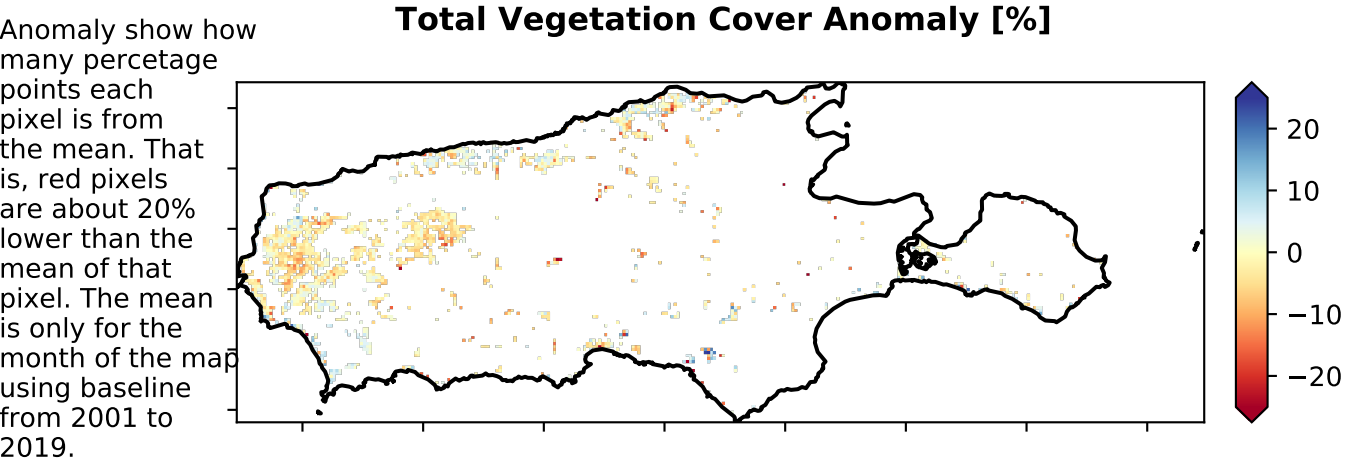 Total Vegetation Cover Anomaly [%]
Anomaly show how
many percetage
points each
pixel is from
the mean. That
is, red pixels
are about 20%
lower than the
mean of that
pixel. The mean
is only for the
month of the map
using baseline
from 2001 to
2019.
20
10
0
−10
−20